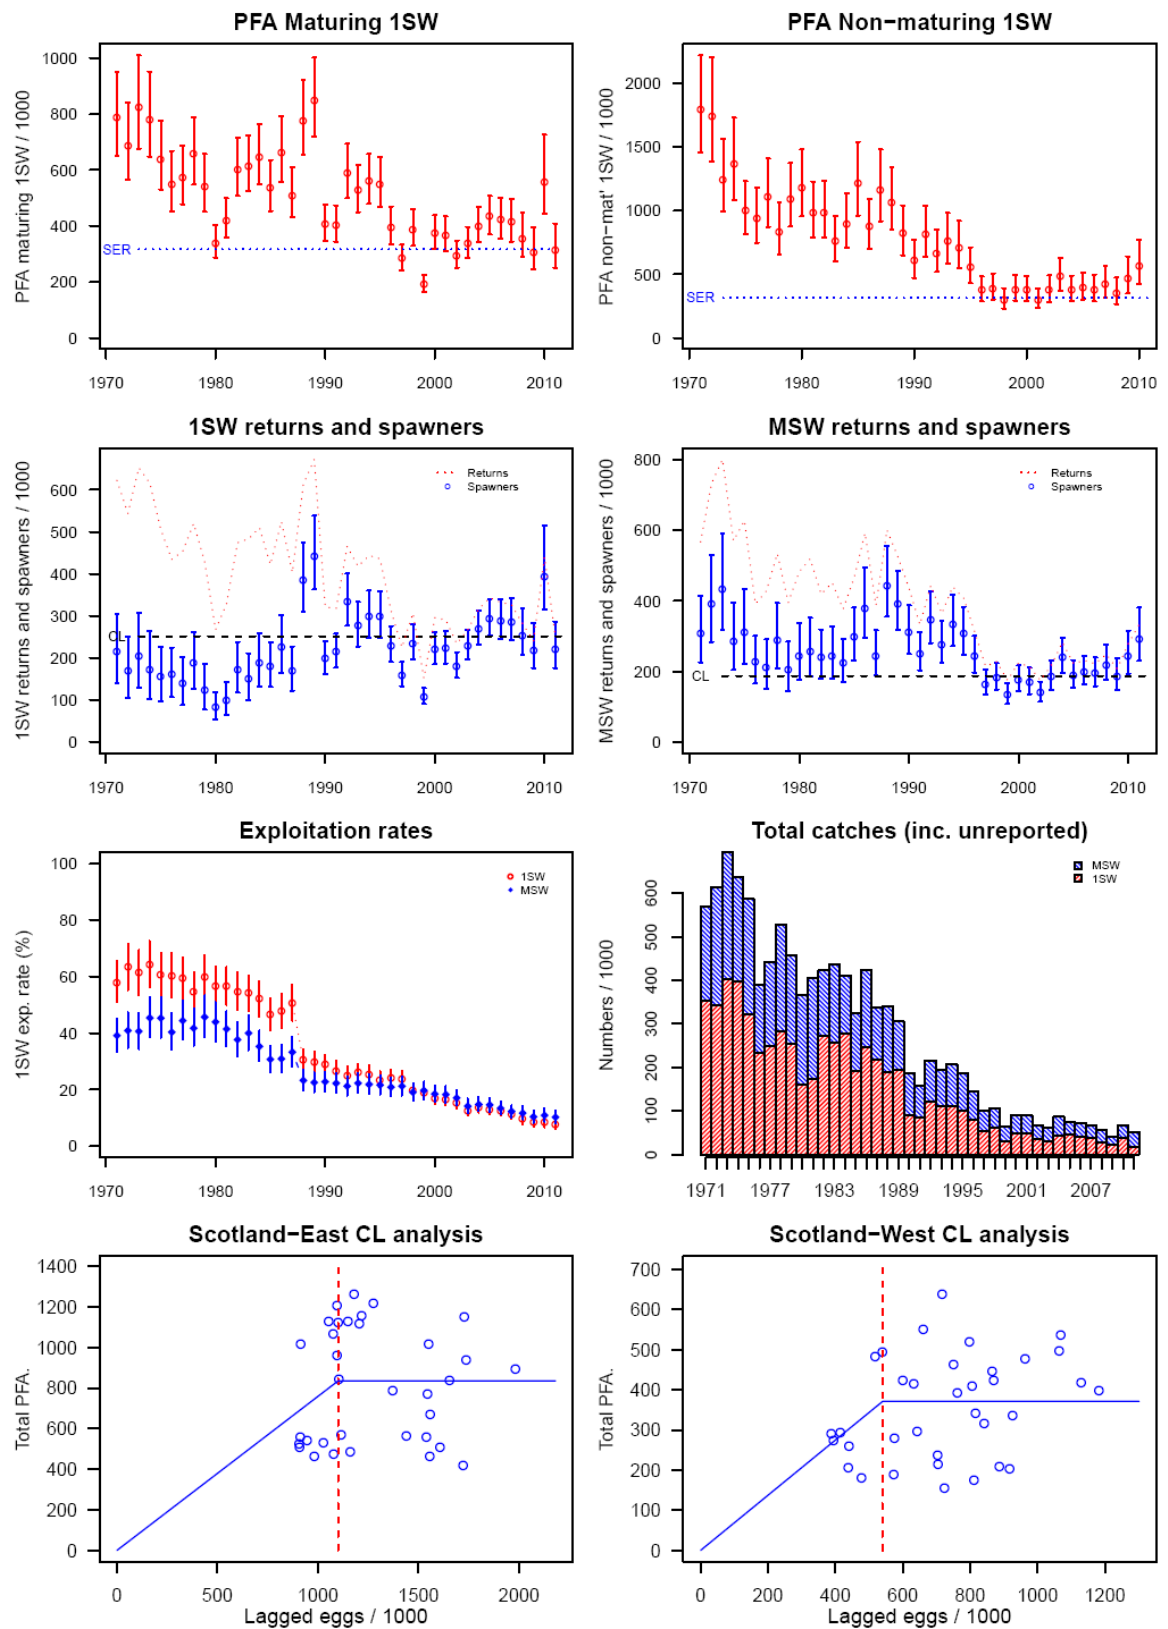 PFA Maturing 1SW
PFA maturing 1SW / 1000
1000
800
600
400
200
0
SER
1970 1980 1990 2000 2010
PFA Non−maturing 1SW
PFA non−mat' 1SW / 1000
2000
1500
1000
500
0
SER
1970 1980 1990 2000 2010
1SW returns and spawners
1SW returns and spawners / 1000
600
500
400
300
200
100
0
Returns
Spawners
CL
1970 1980 1990 2000 2010
MSW returns and spawners
MSW returns and spawners / 1000
800
600
400
200
0
Returns
Spawners
CL
1970 1980 1990 2000 2010
Exploitation rates
1SW exp. rate (%)
100
80
60
40
20
0
1SW
MSW
1970 1980 1990 2000 2010
Total catches (inc. unreported)
Numbers / 1000
600
500
400
300
200
100
0
MSW
1SW
1971 1977 1983 1989 1995 2001 2007
Scotland−East CL analysis
Total PFA.
1400
1200
1000
800
600
400
200
0
0 500 1000 1500 2000
Lagged eggs / 1000
Scotland−West CL analysis
Total PFA.
700
600
500
400
300
200
100
0
0 200 400 600 800 1000 1200
Lagged eggs / 1000